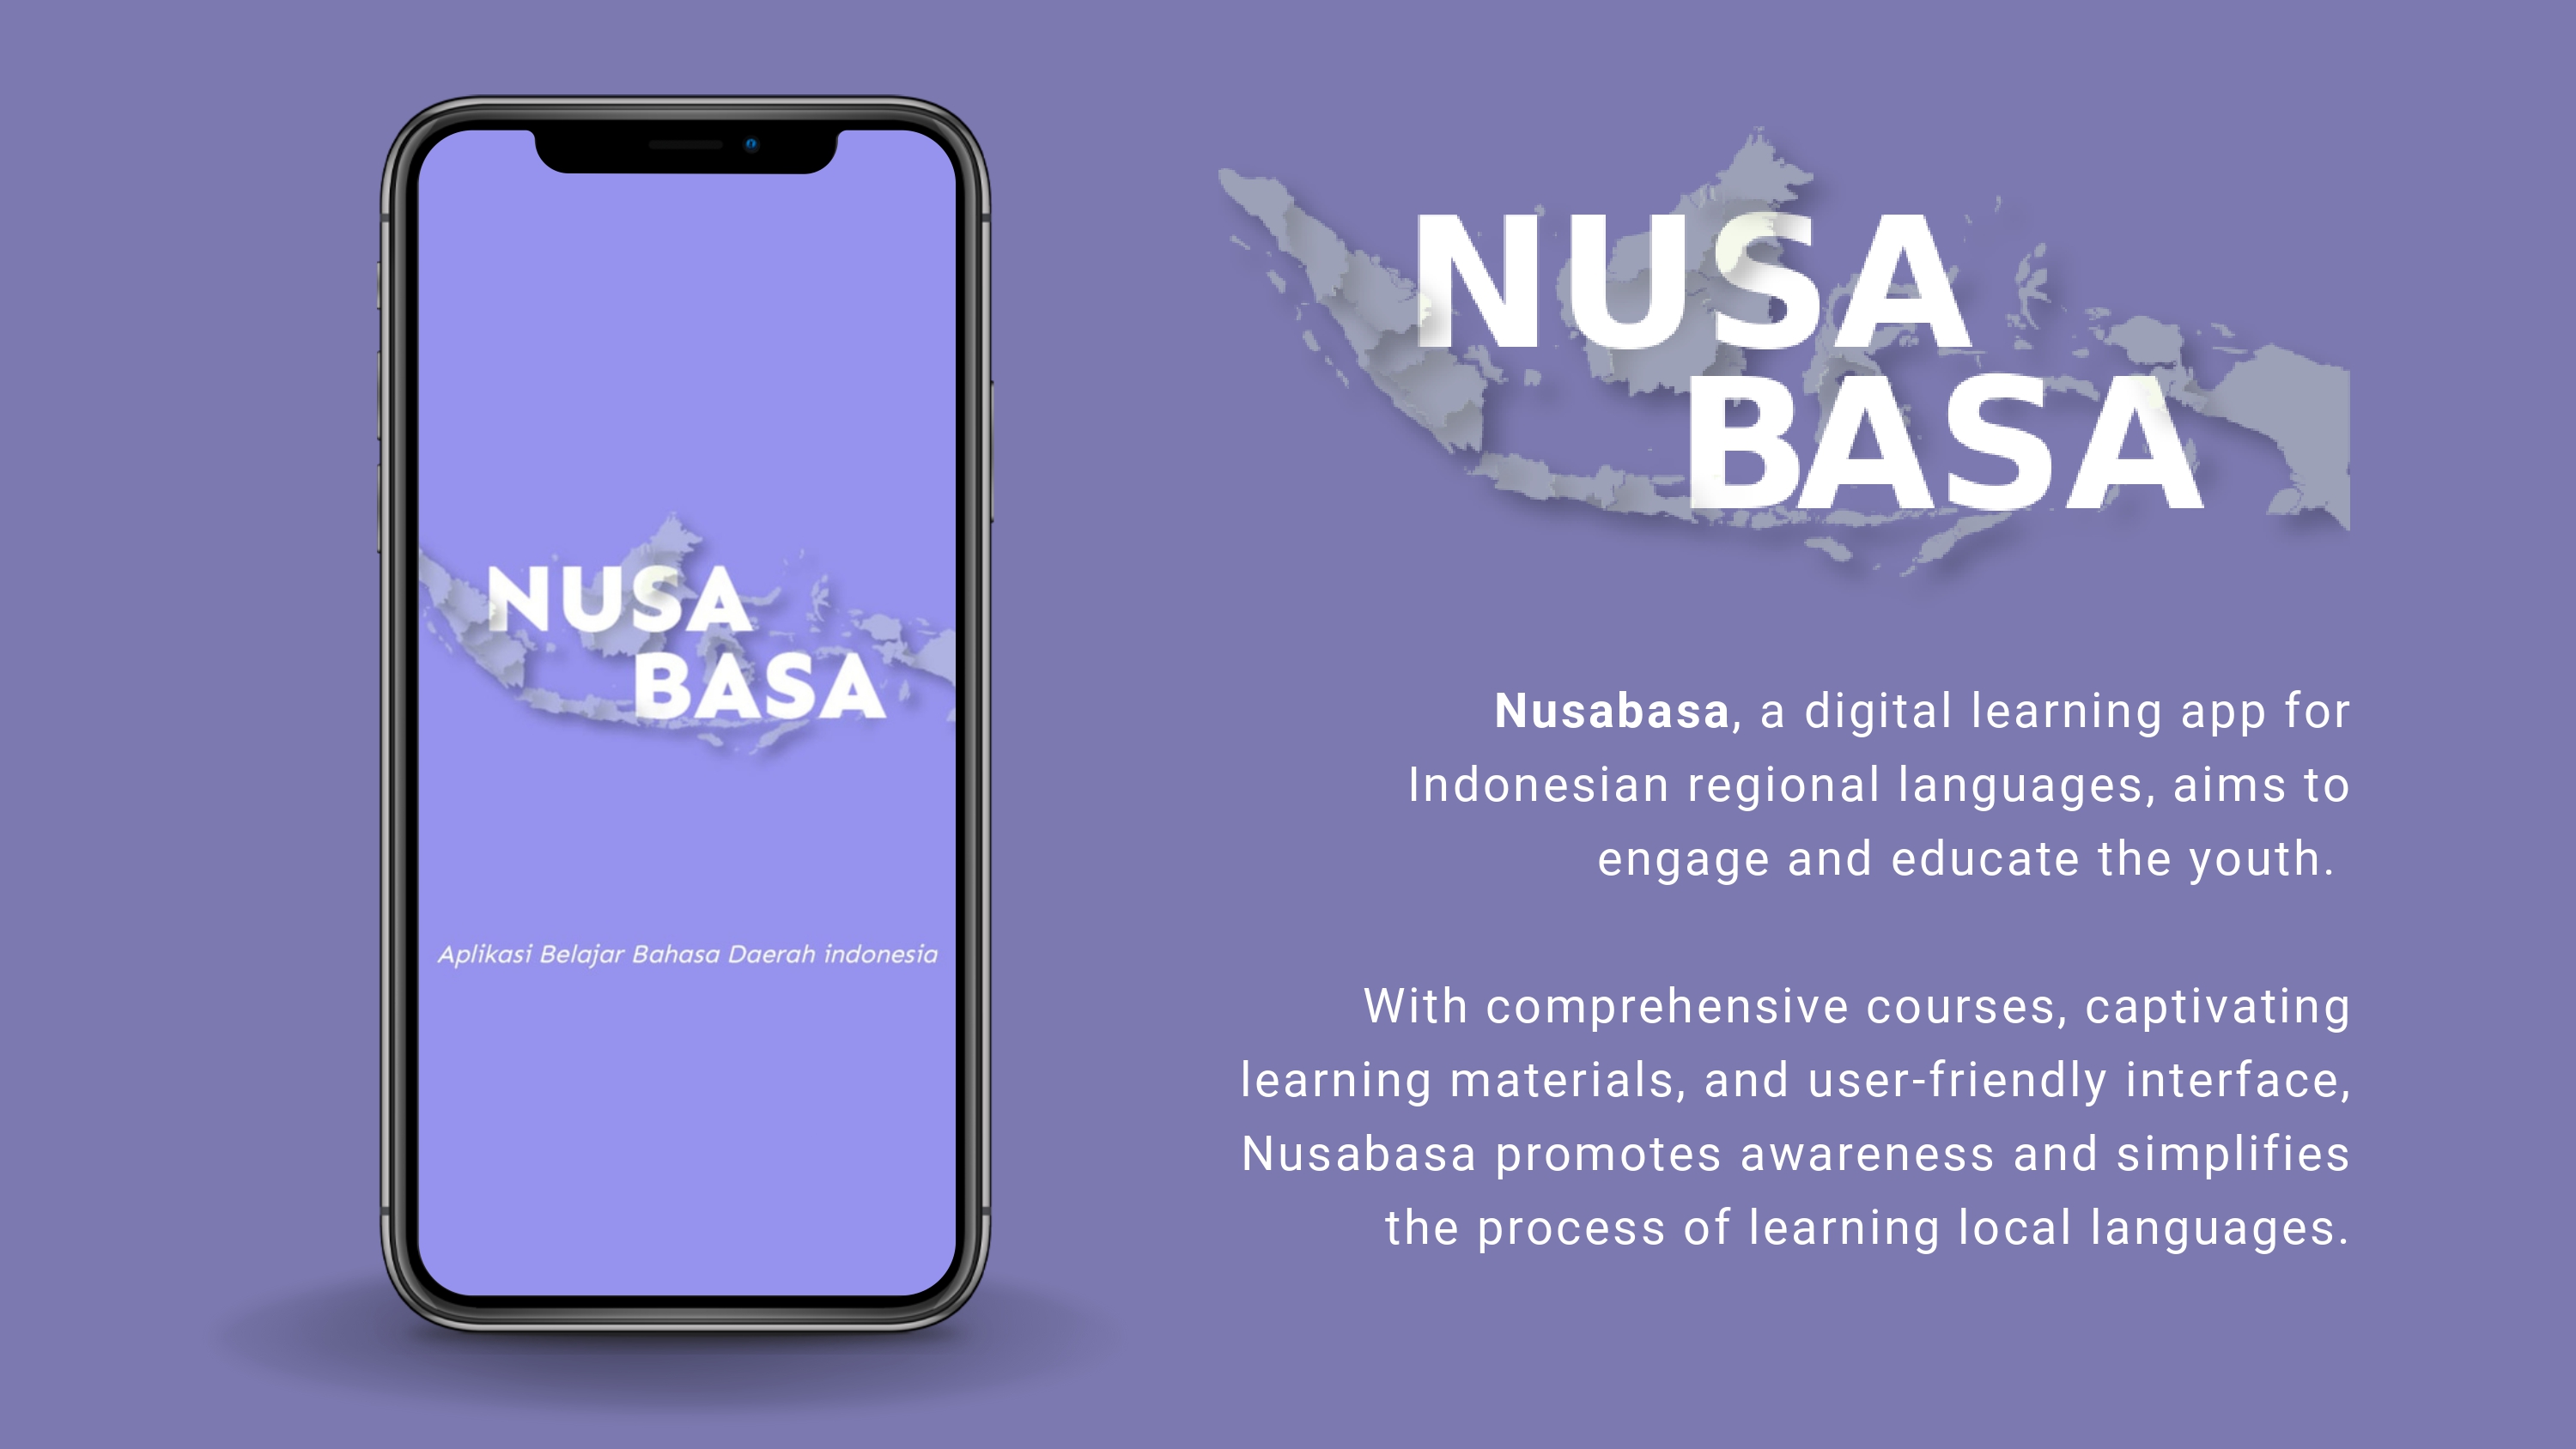 NUSA
BASA
Aplikasi Belajar Bahasa Daerah indonesia
NUSA
BASA
Nusabasa, a digital learning app for
Indonesian regional languages, aims to
engage and educate the youth.
With comprehensive courses, captivating
learning materials, and user-friendly interface,
Nusabasa promotes awareness and simplifies
the process of learning local languages.